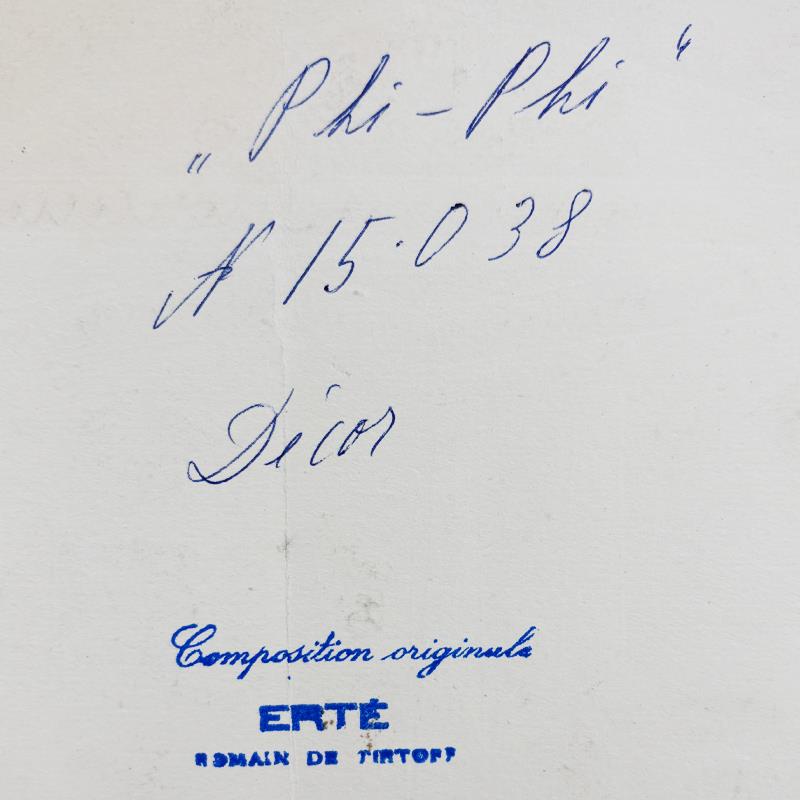 „Phi-Phi“
N 15.038
Décor
Composition originale
ERTÉ
ROMAIN DE TIRTOFF